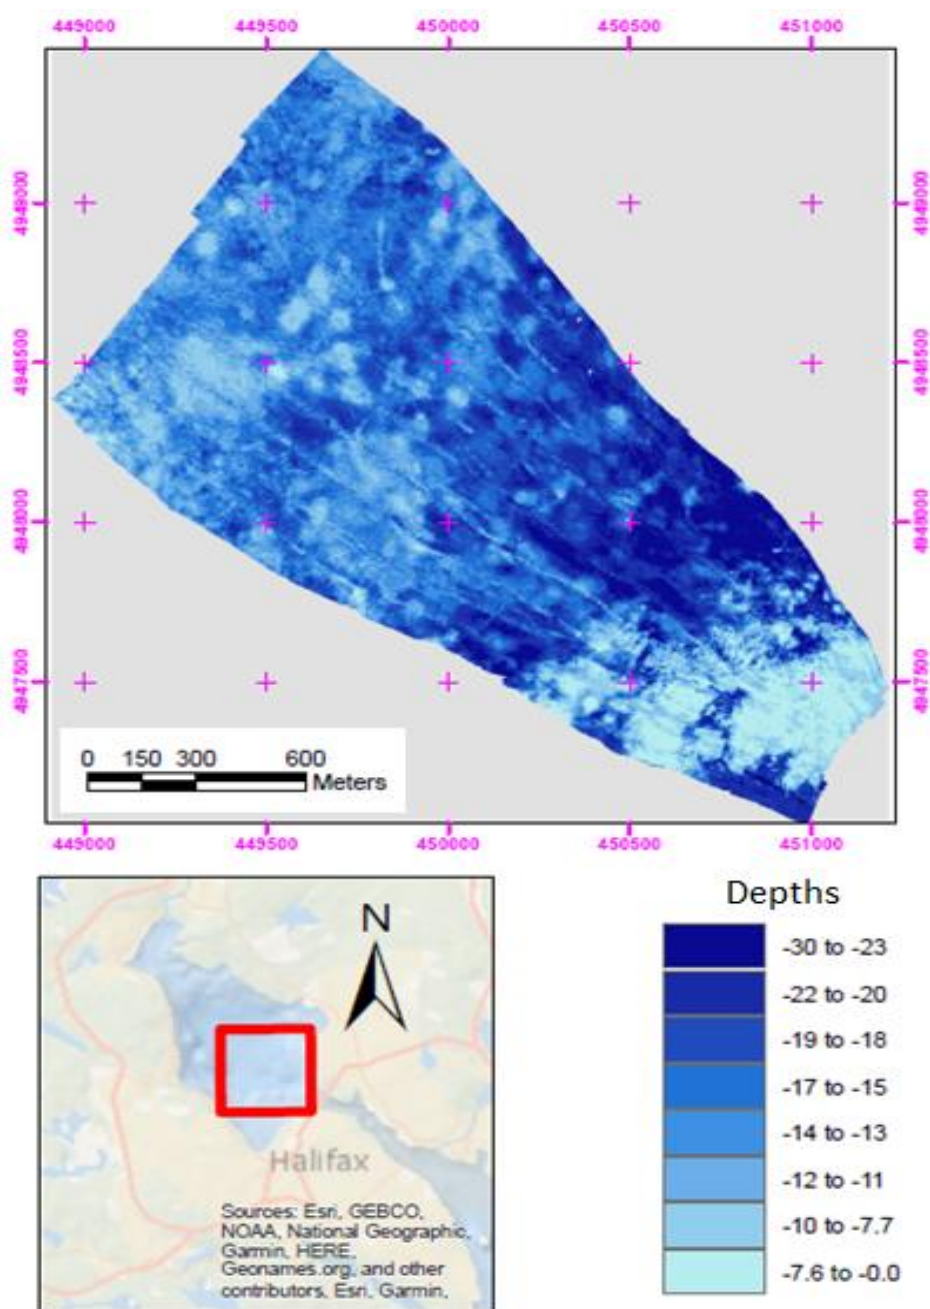 449000 449500 450000 450500 451000
4949000 4949000
4948500 4948500
4948000 4948000
4947500 4947500
0 150 300 600
Meters
449000 449500 450000 450500 451000
N
Halifax
Sources: Esri, GEBCO,
NOAA, National Geographic,
Garmin, HERE,
Geonames.org, and other
contributors, Esri, Garmin,
Depths
-30 to -23
-22 to -20
-19 to -18
-17 to -15
-14 to -13
-12 to -11
-10 to -7.7
-7.6 to -0.0